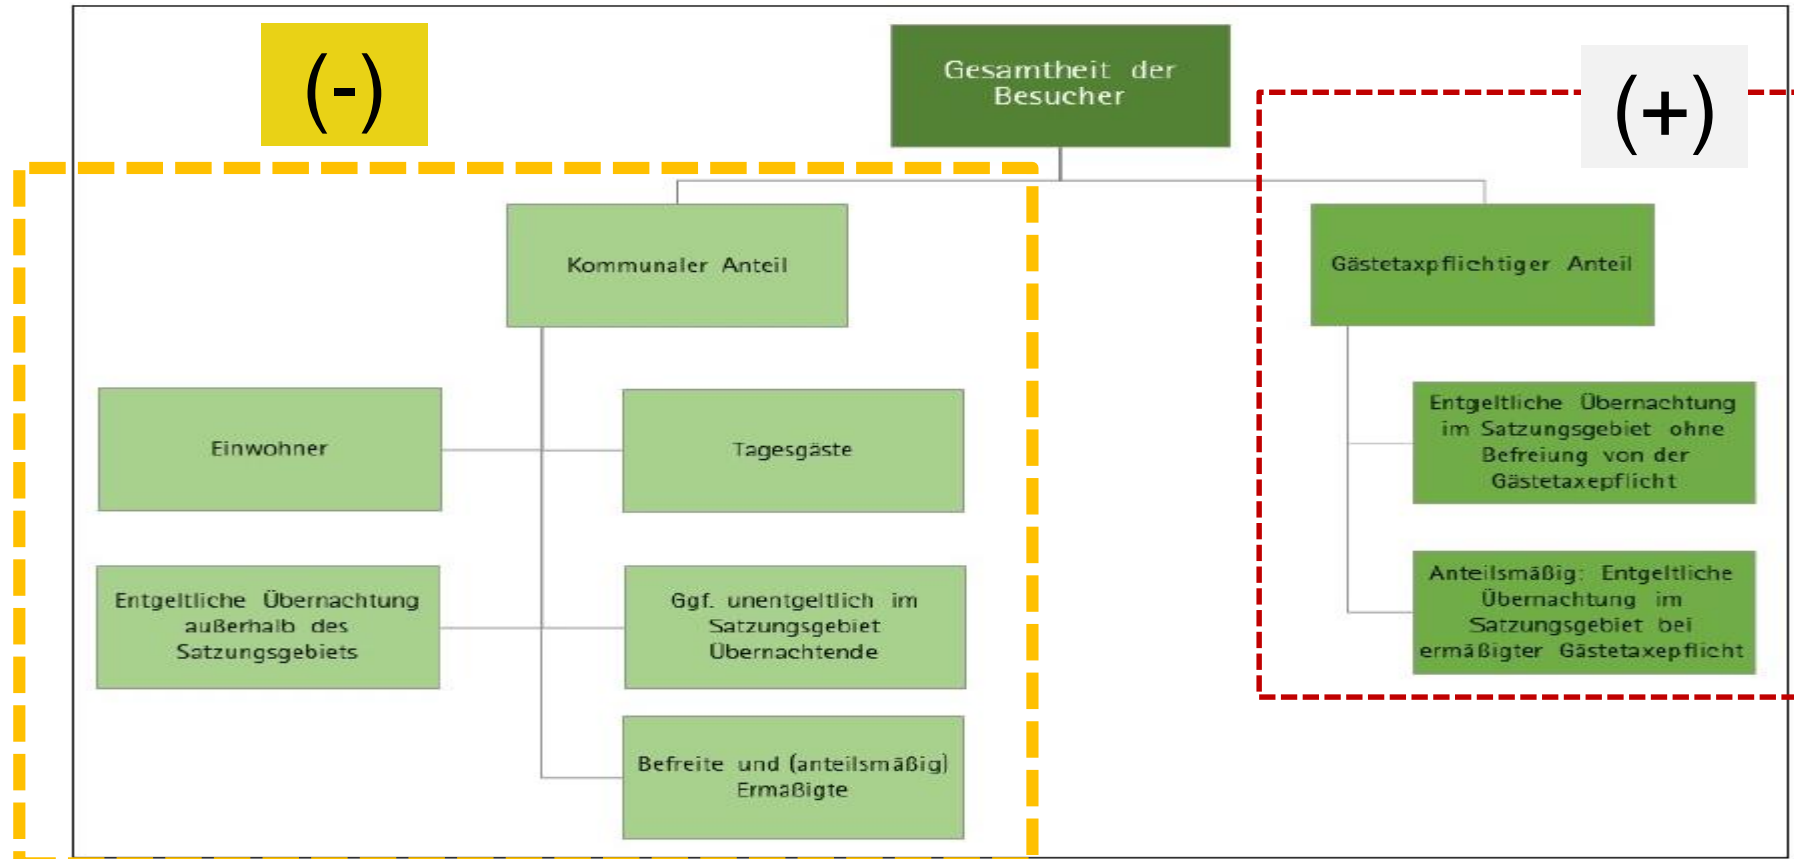 (-)
Gesamtheit der
Besucher
(+)
Kommunaler Anteil
Gästetaxpflichtiger Anteil
Einwohner
Tagesgäste
Entgeltliche Übernachtung
im Satzungsgebiet ohne
Befreiung von der
Gästetaxepflicht
Entgeltliche Übernachtung
außerhalb des
Satzungsgebiets
Ggf. unentgeltlich im
Satzungsgebiet
Übernachtende
Anteilsmäßig: Entgeltliche
Übernachtung im
Satzungsgebiet bei
ermäßigter Gästetaxepflicht
Befreite und (anteilsmäßig)
Ermäßigte